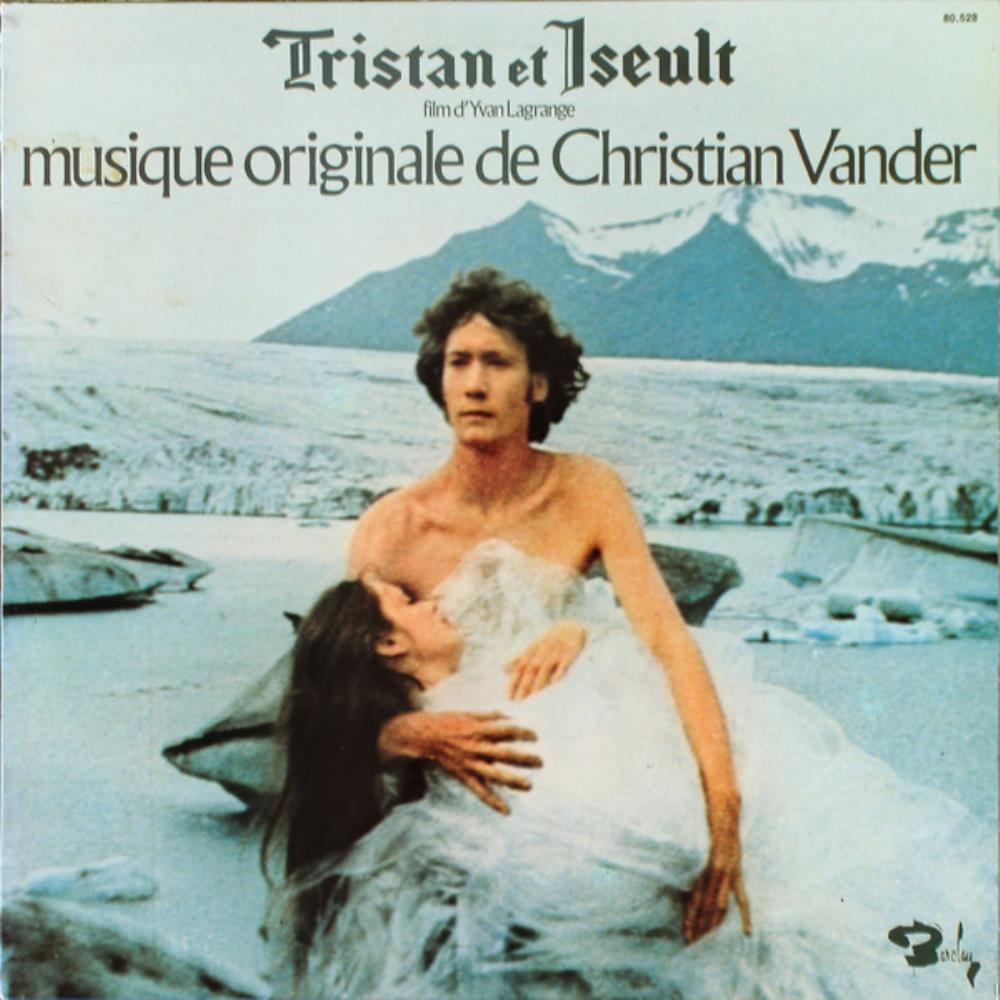 80.528
Tristan et Iseult
film d'Yvan Lagrange
musique originale de Christian Vander
Barclay